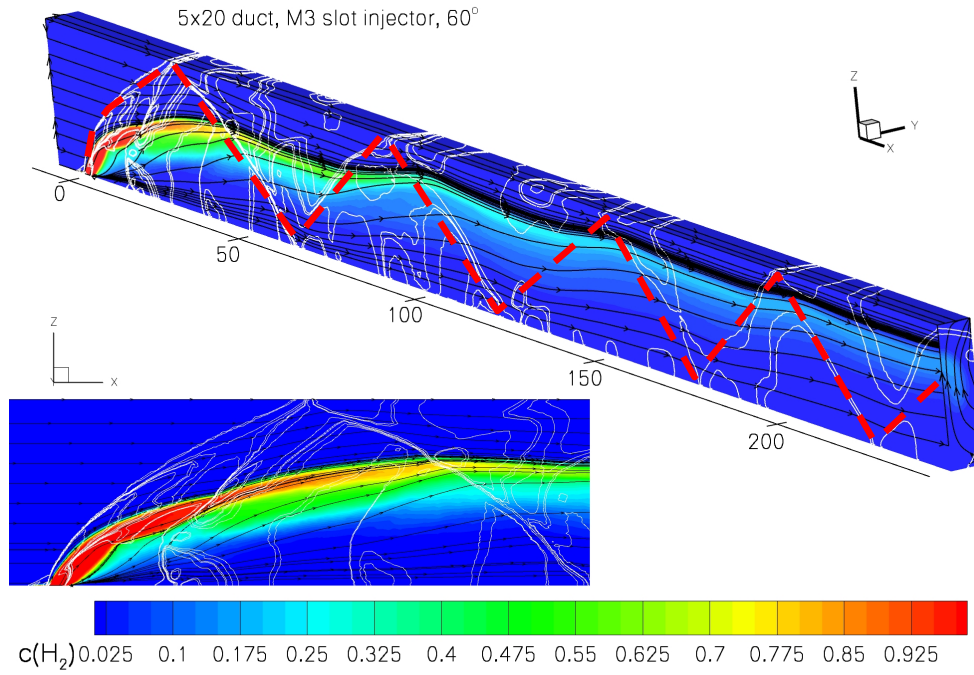 5x20 duct, M3 slot injector, 60°
Z
Y
X
0
50
100
150
200
Z
X
c(H₂) 0.025 0.1 0.175 0.25 0.325 0.4 0.475 0.55 0.625 0.7 0.775 0.85 0.925